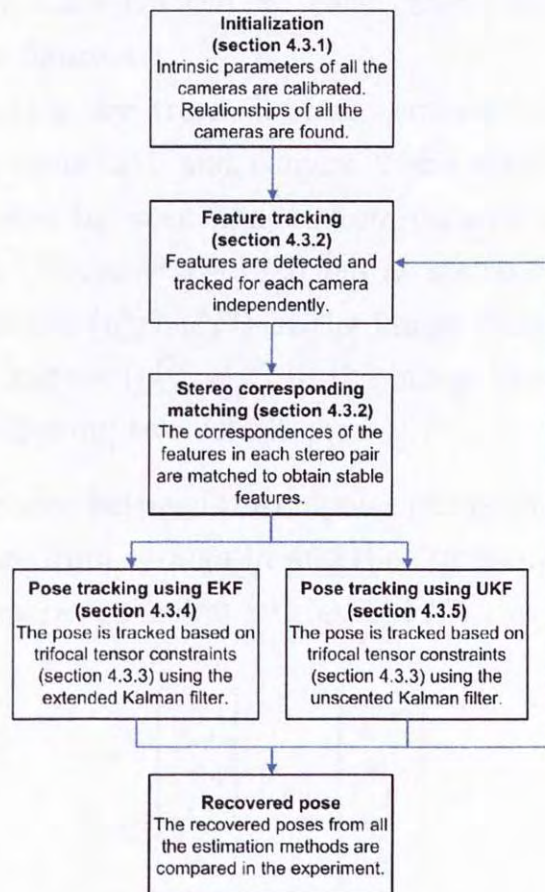 Initialization
(section 4.3.1)
Intrinsic parameters of all the
cameras are calibrated.
Relationships of all the
cameras are found.
Feature tracking
(section 4.3.2)
Features are detected and
tracked for each camera
independently.
Stereo corresponding
matching (section 4.3.2)
The correspondences of the
features in each stereo pair
are matched to obtain stable
features.
Pose tracking using EKF
(section 4.3.4)
The pose is tracked based on
trifocal tensor constraints
(section 4.3.3) using the
extended Kalman filter.
Pose tracking using UKF
(section 4.3.5)
The pose is tracked based on
trifocal tensor constraints
(section 4.3.3) using the
unscented Kalman filter.
Recovered pose
The recovered poses from all
the estimation methods are
compared in the experiment.